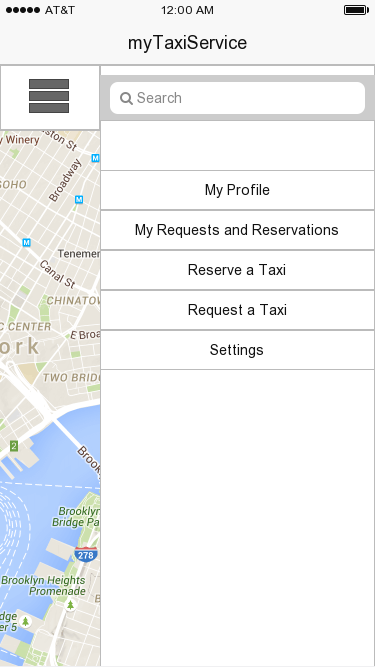 AT&T 12:00 AM
myTaxiService
Search
My Profile
My Requests and Reservations
Reserve a Taxi
Request a Taxi
Settings
Winery
ston St
M
SOHO
Broadway
M
M
Tenemen
Canal St
CHINATOW
C CENTER
E Broa
ork
TWO BRIDG
2
Brook
Brooklyn
Bridge Pa
278
Brooklyn Heights
Promenade
B
dge
er 5